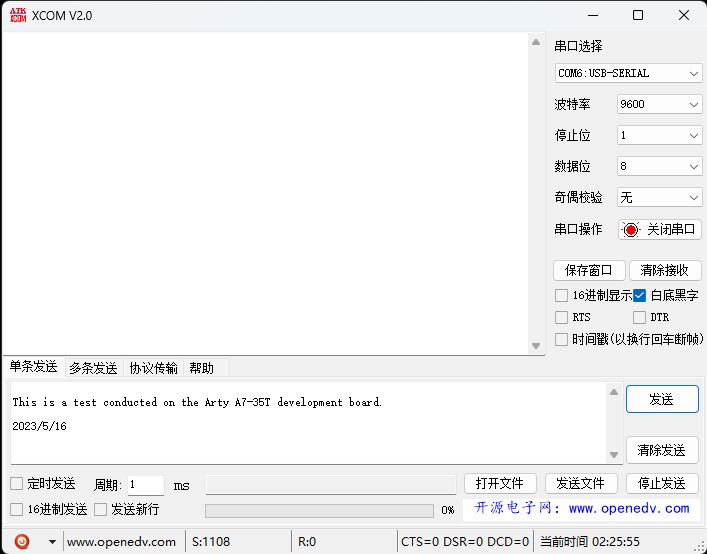 ATK
XCOM
XCOM V2.0
串口选择
COM6:USB-SERIAL
波特率
9600
停止位
1
数据位
8
奇偶校验
无
串口操作
关闭串口
保存窗口
清除接收
16进制显示
白底黑字
RTS
DTR
时间戳(以换行回车断帧)
单条发送
多条发送
协议传输
帮助
This is a test conducted on the Arty A7-35T development board.
2023/5/16
发送
清除发送
定时发送
周期:
1
ms
打开文件
发送文件
停止发送
16进制发送
发送新行
0%
开源电子网：www.openedv.com
www.openedv.com
S:1108
R:0
CTS=0 DSR=0 DCD=0
当前时间 02:25:55